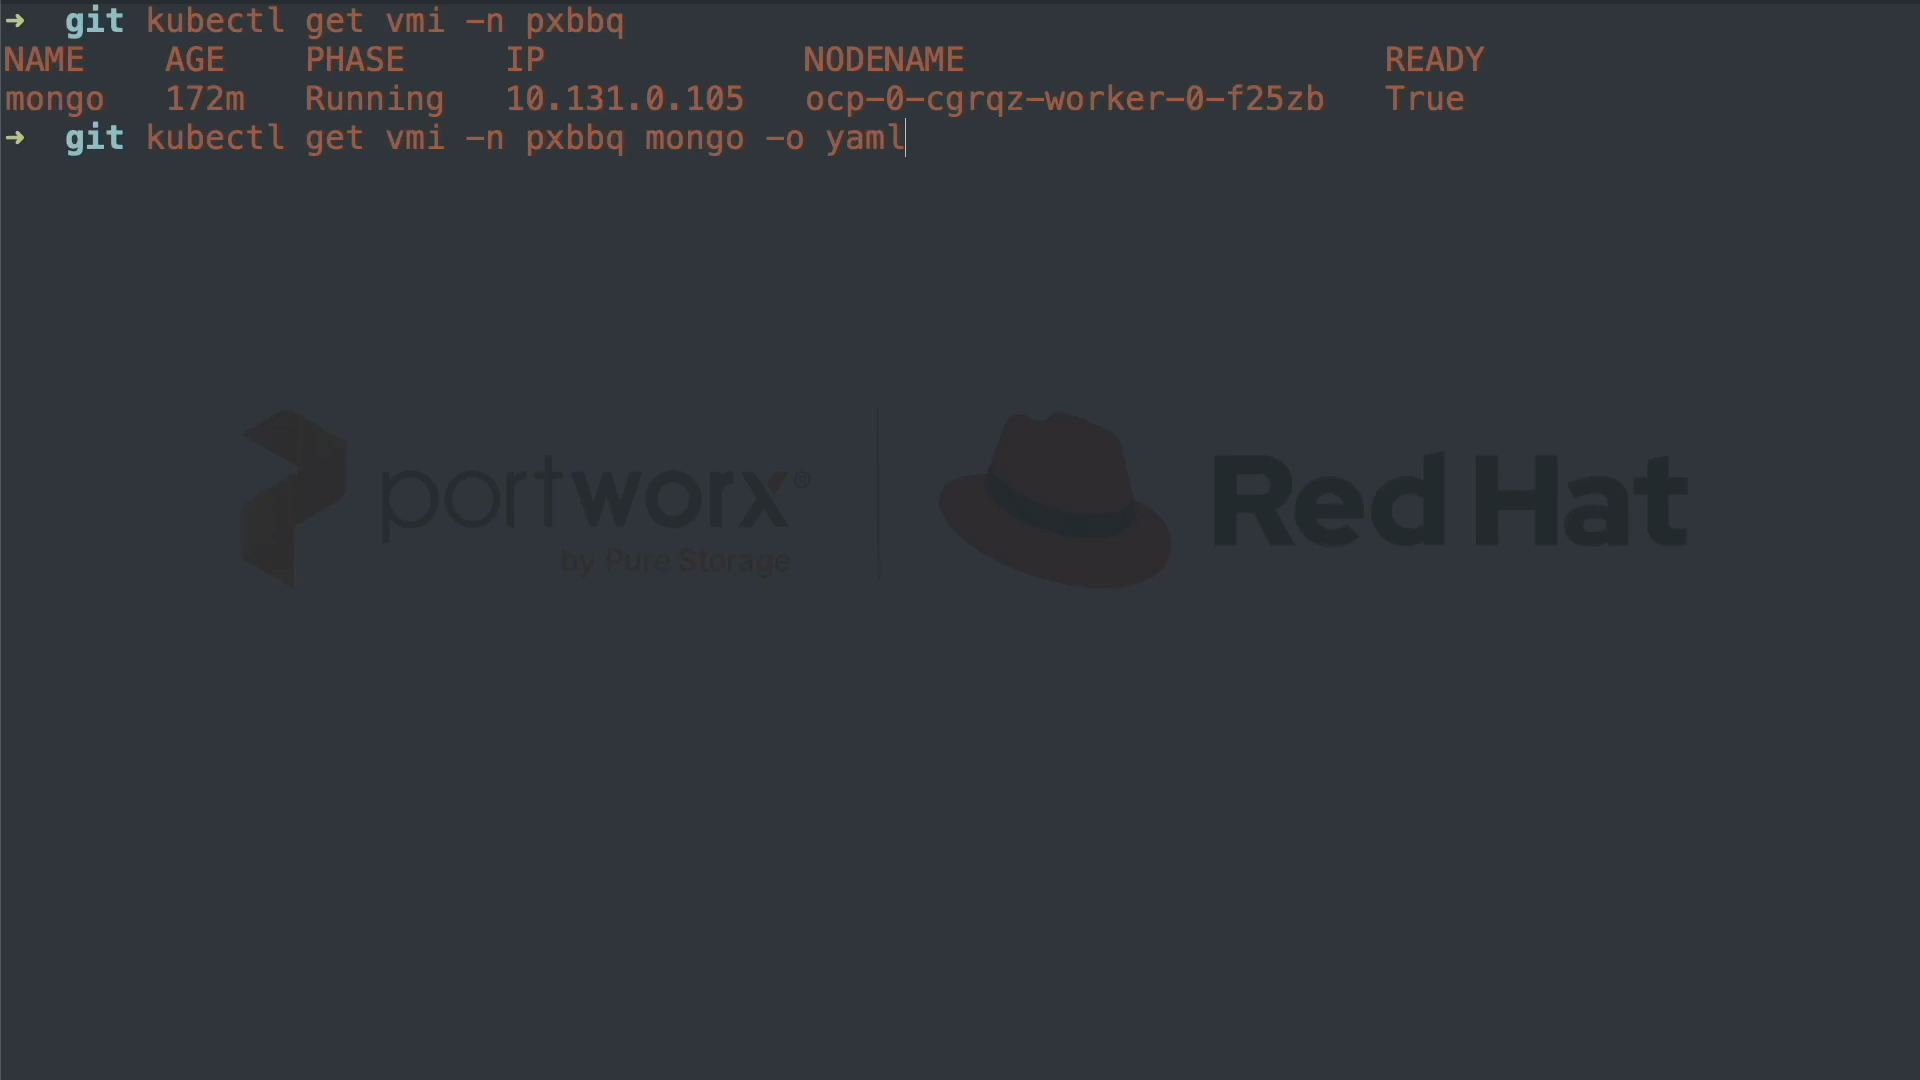 ➜  git kubectl get vmi -n pxbbq
NAME    AGE    PHASE     IP             NODENAME                     READY
mongo   172m   Running   10.131.0.105   ocp-0-cgrqz-worker-0-f25zb   True
➜  git kubectl get vmi -n pxbbq mongo -o yaml
portworx®
by Pure Storage
Red Hat